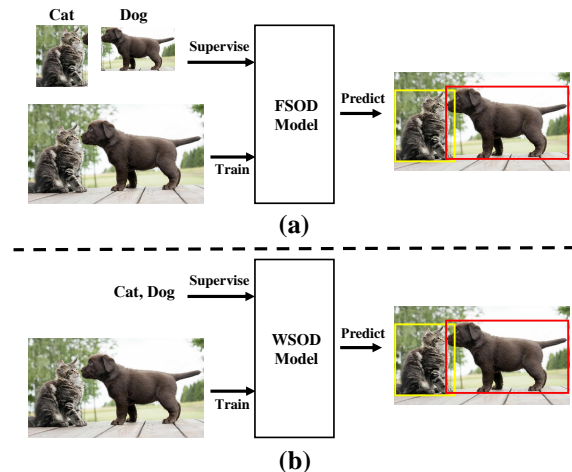 Cat Dog
Supervise
FSOD
Model
Predict
Train
(a)
Cat, Dog
Supervise
WSOD
Model
Predict
Train
(b)